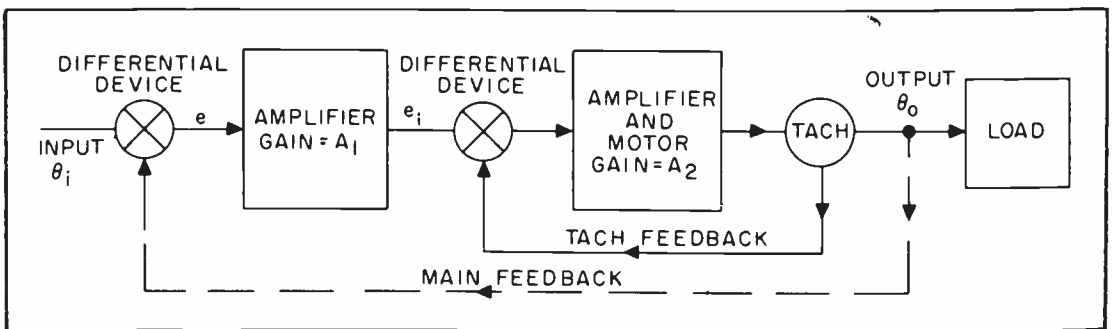 DIFFERENTIAL
DEVICE
INPUT
θi
e
AMPLIFIER
GAIN = A1
ei
DIFFERENTIAL
DEVICE
AMPLIFIER
AND
MOTOR
GAIN = A2
TACH
OUTPUT
θo
LOAD
TACH FEEDBACK
MAIN FEEDBACK